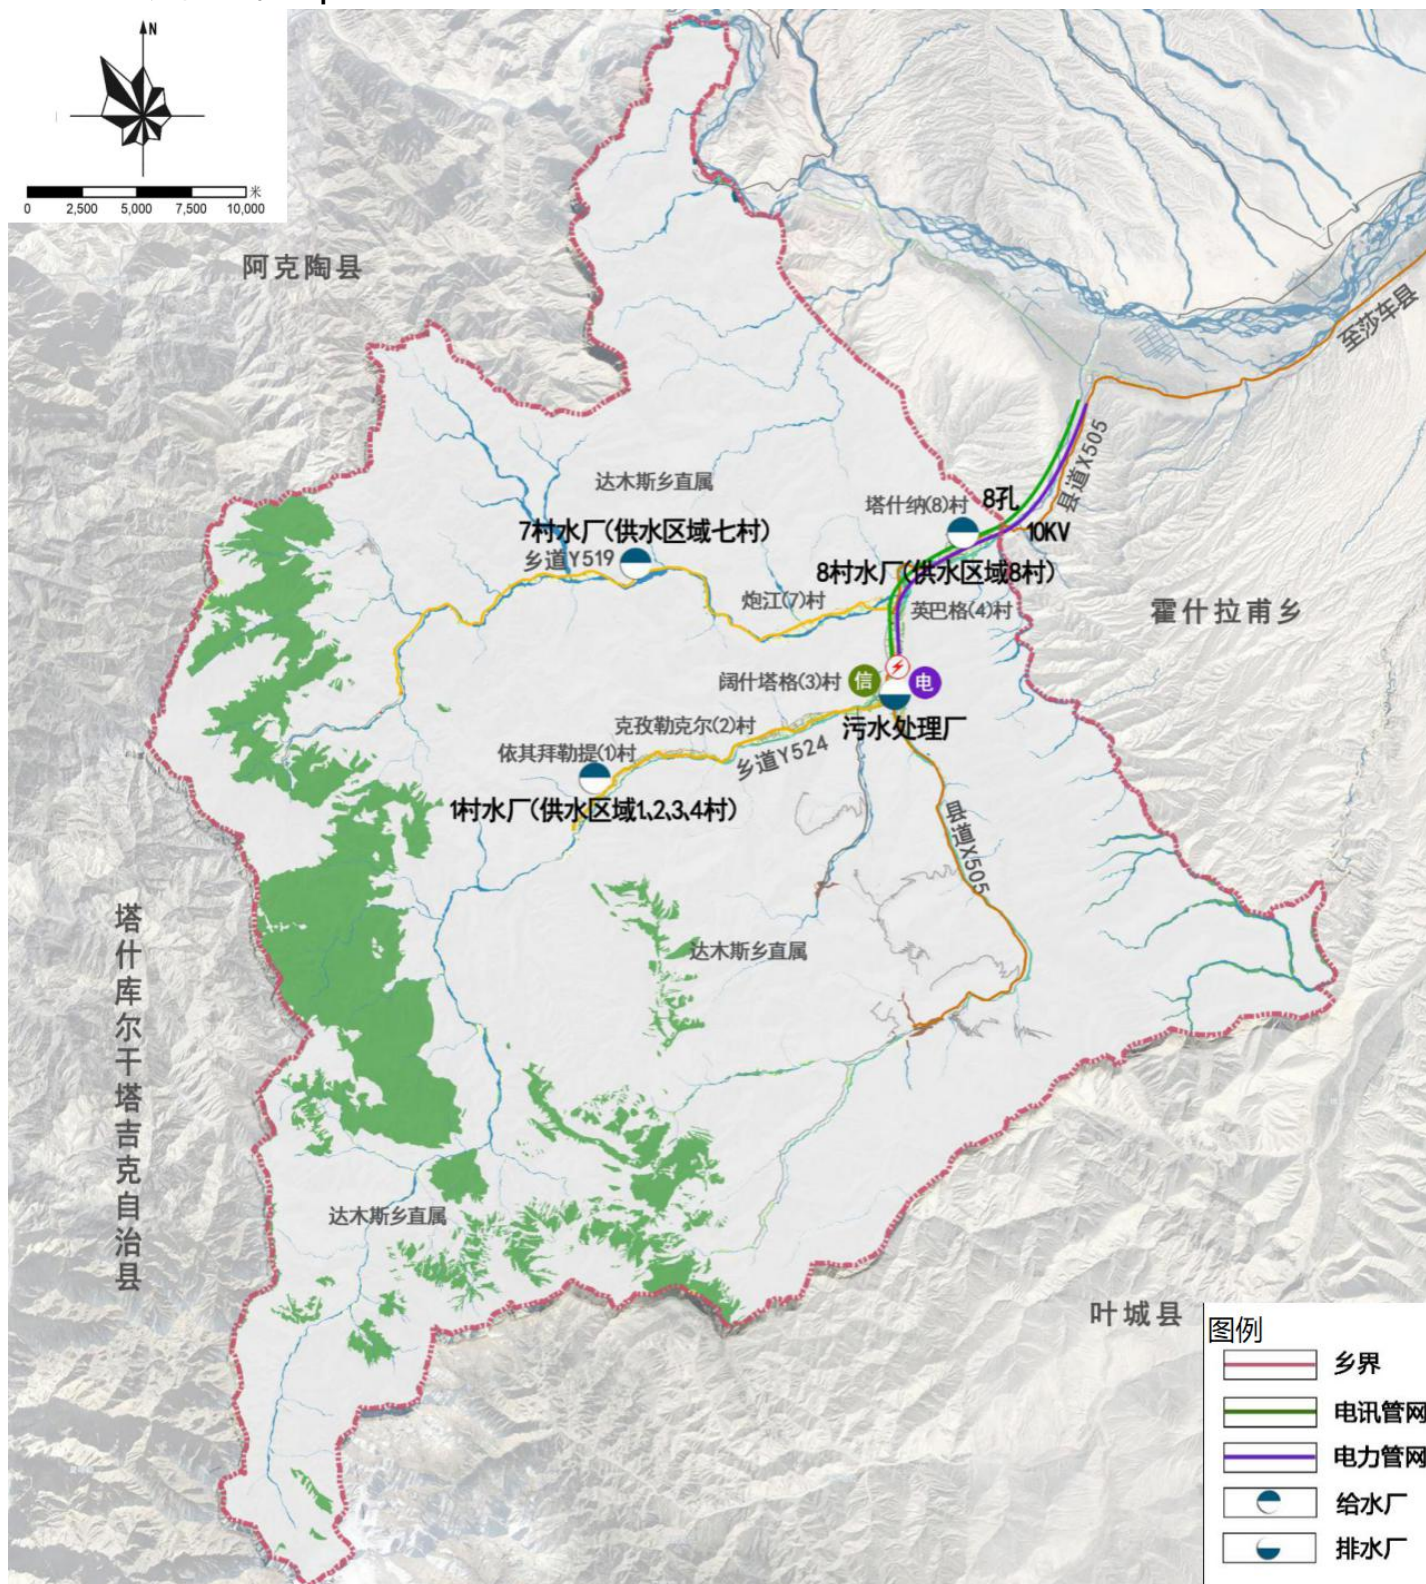 N
米
0 2,500 5,000 7,500 10,000
阿克陶县
至莎车县
县道X505
达木斯乡直属
塔什纳(8)村
8孔
10KV
7村水厂(供水区域七村)
乡道Y519
8村水厂(供水区域8村)
炮江(7)村
英巴格(4)村
霍什拉甫乡
阔什塔格(3)村
信
电
克孜勒克尔(2)村
污水处理厂
依其拜勒提(1)村
乡道Y524
1村水厂(供水区域1、2、3、4村)
县道X505
塔什库尔干塔吉克自治县
达木斯乡直属
达木斯乡直属
叶城县
图例
乡界
电讯管网
电力管网
给水厂
排水厂